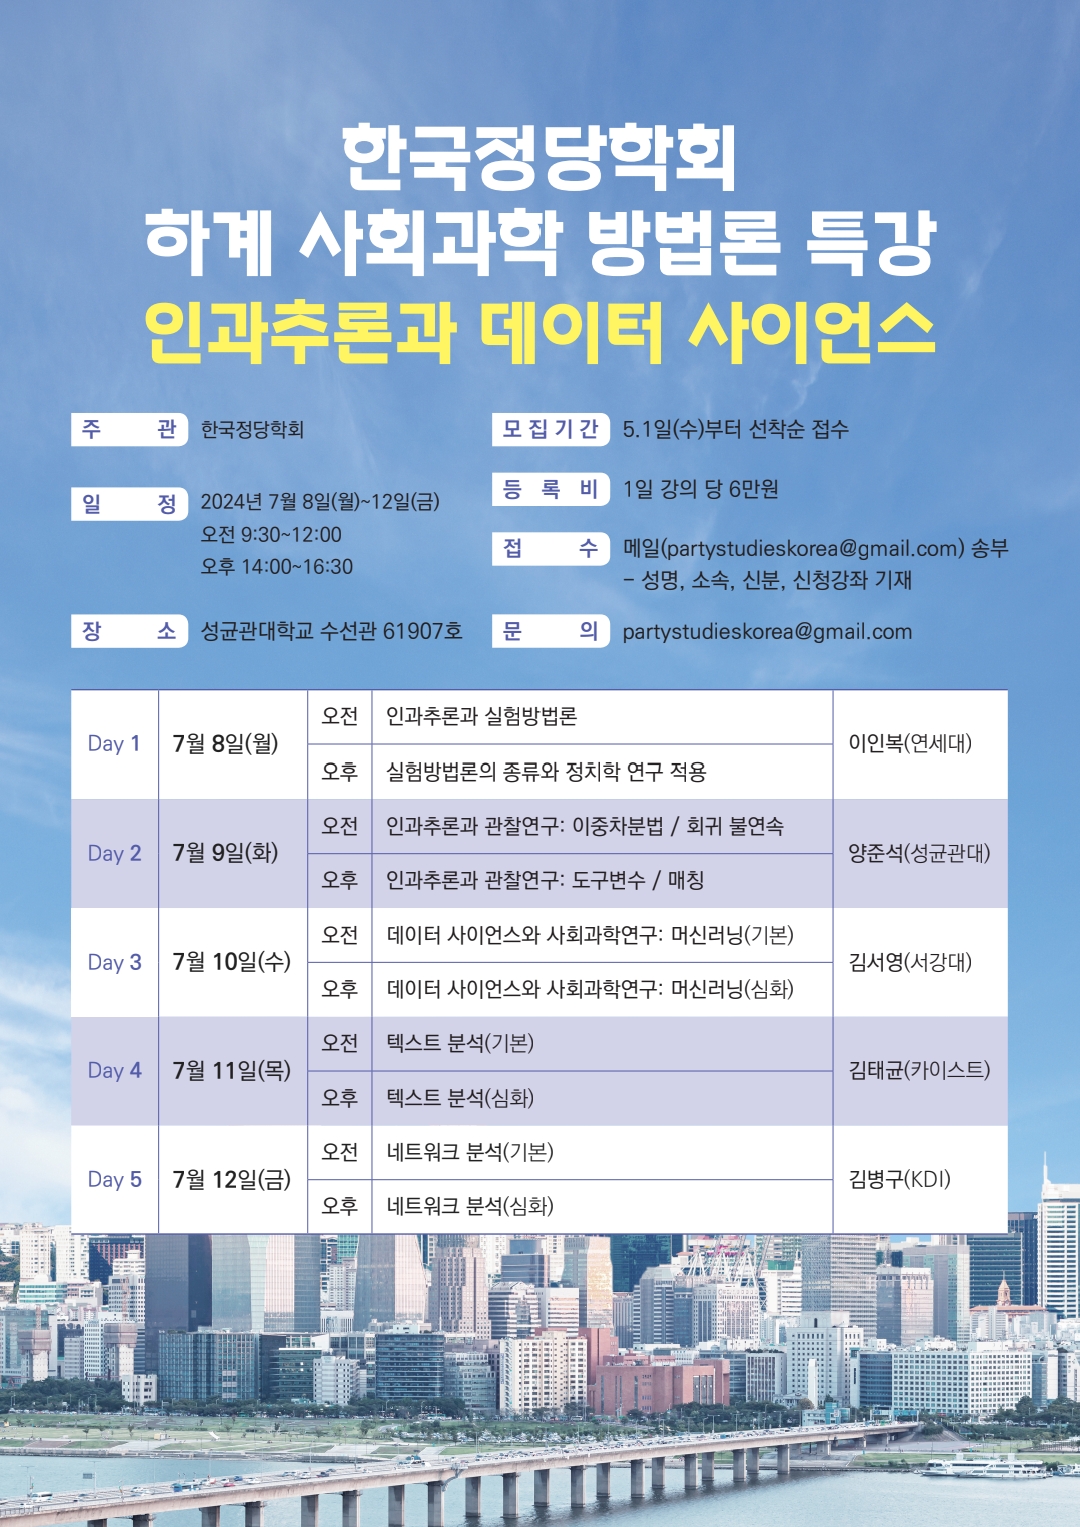 한국정당학회
하계 사회과학 방법론 특강
인과추론과 데이터 사이언스
주 관 한국정당학회
일 정 2024년 7월 8일(월)~12일(금)
오전 9:30~12:00
오후 14:00~16:30
장 소 성균관대학교 수선관 61907호
모집기간 5.1일(수)부터 선착순 접수
등 록 비 1일 강의 당 6만원
접 수 메일(partystudieskorea@gmail.com) 송부
- 성명, 소속, 신분, 신청강좌 기재
문 의 partystudieskorea@gmail.com
Day 1 7월 8일(월) 오전 인과추론과 실험방법론 이인복(연세대)
오후 실험방법론의 종류와 정치학 연구 적용
Day 2 7월 9일(화) 오전 인과추론과 관찰연구: 이중차분법 / 회귀 불연속 양준석(성균관대)
오후 인과추론과 관찰연구: 도구변수 / 매칭
Day 3 7월 10일(수) 오전 데이터 사이언스와 사회과학연구: 머신러닝(기본) 김서영(서강대)
오후 데이터 사이언스와 사회과학연구: 머신러닝(심화)
Day 4 7월 11일(목) 오전 텍스트 분석(기본) 김태균(카이스트)
오후 텍스트 분석(심화)
Day 5 7월 12일(금) 오전 네트워크 분석(기본) 김병구(KDI)
오후 네트워크 분석(심화)